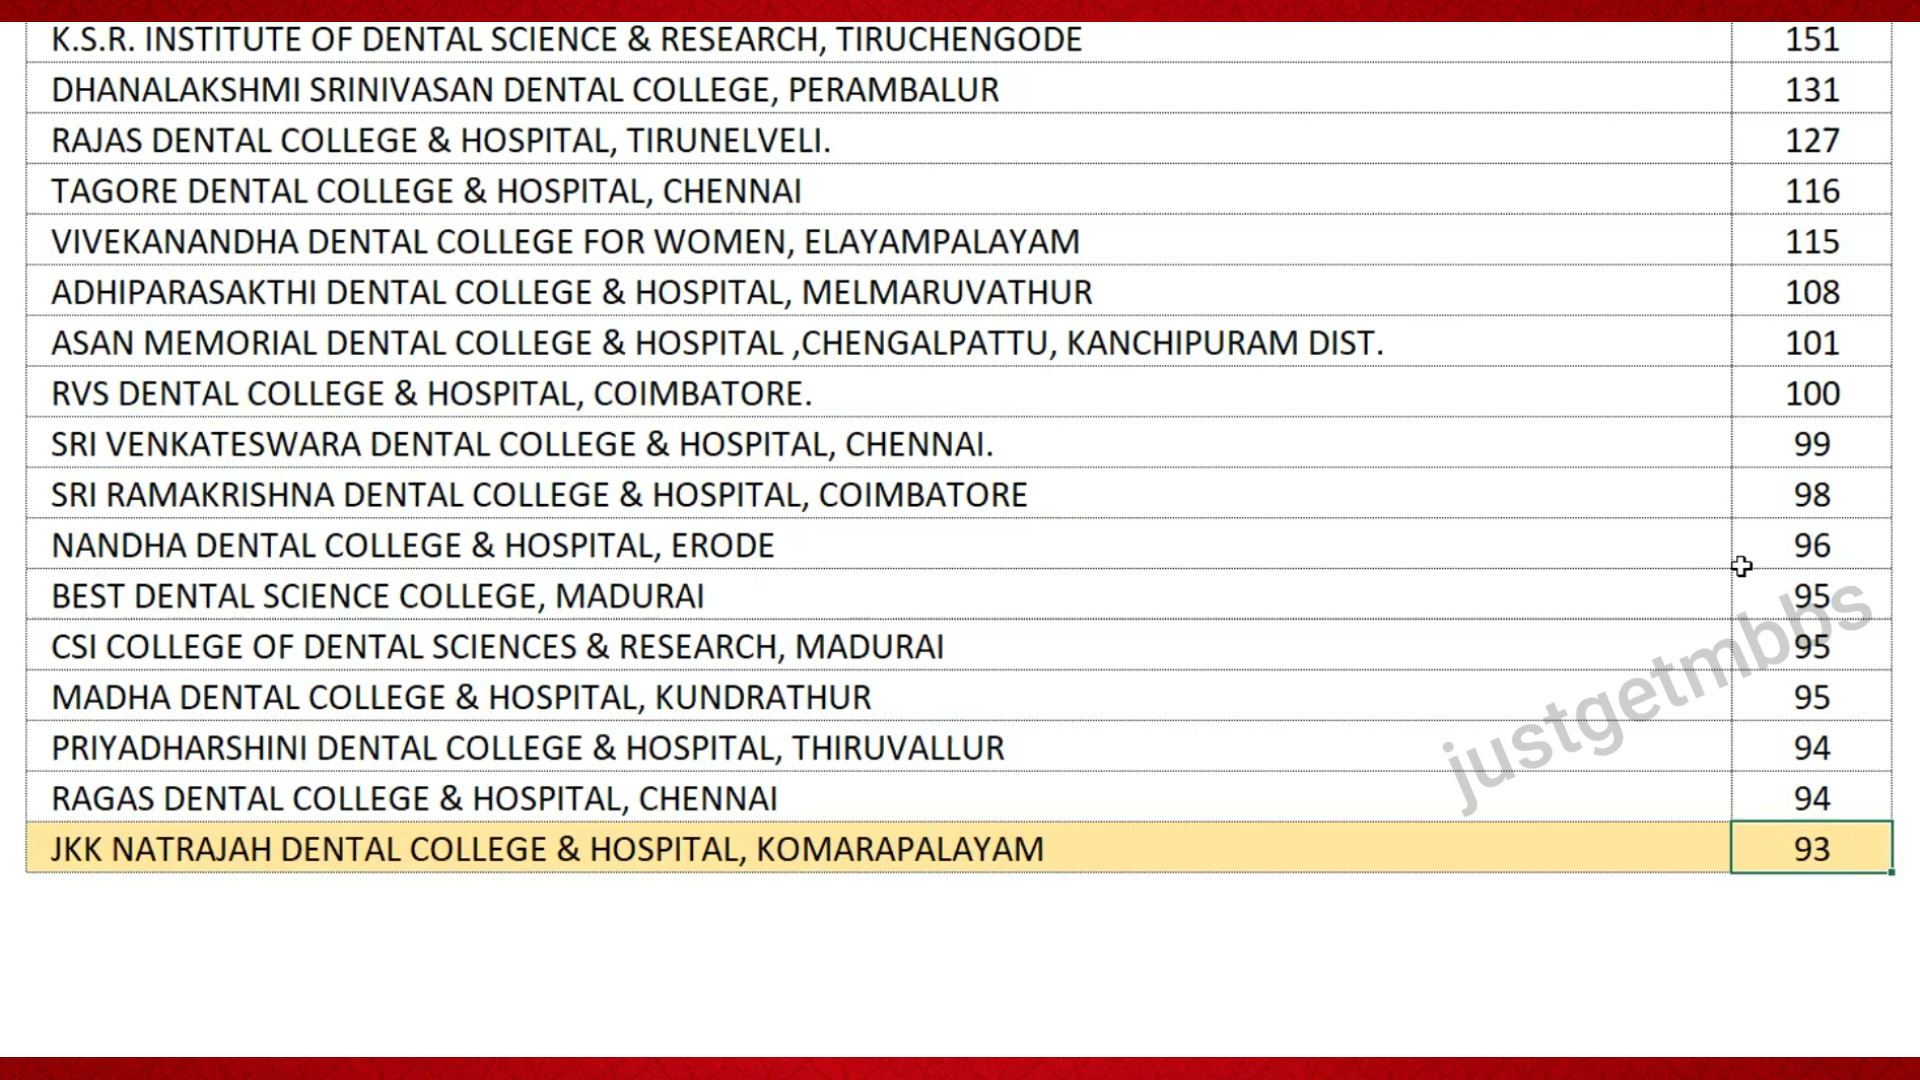 K.S.R. INSTITUTE OF DENTAL SCIENCE & RESEARCH, TIRUCHENGODE 151
DHANALAKSHMI SRINIVASAN DENTAL COLLEGE, PERAMBALUR 131
RAJAS DENTAL COLLEGE & HOSPITAL, TIRUNELVELI. 127
TAGORE DENTAL COLLEGE & HOSPITAL, CHENNAI 116
VIVEKANANDHA DENTAL COLLEGE FOR WOMEN, ELAYAMPALAYAM 115
ADHIPARASAKTHI DENTAL COLLEGE & HOSPITAL, MELMARUVATHUR 108
ASAN MEMORIAL DENTAL COLLEGE & HOSPITAL ,CHENGALPATTU, KANCHIPURAM DIST. 101
RVS DENTAL COLLEGE & HOSPITAL, COIMBATORE. 100
SRI VENKATESWARA DENTAL COLLEGE & HOSPITAL, CHENNAI. 99
SRI RAMAKRISHNA DENTAL COLLEGE & HOSPITAL, COIMBATORE 98
NANDHA DENTAL COLLEGE & HOSPITAL, ERODE 96
BEST DENTAL SCIENCE COLLEGE, MADURAI 95
CSI COLLEGE OF DENTAL SCIENCES & RESEARCH, MADURAI 95
MADHA DENTAL COLLEGE & HOSPITAL, KUNDRATHUR 95
PRIYADHARSHINI DENTAL COLLEGE & HOSPITAL, THIRUVALLUR 94
RAGAS DENTAL COLLEGE & HOSPITAL, CHENNAI 94
JKK NATRAJAH DENTAL COLLEGE & HOSPITAL, KOMARAPALAYAM 93
justgetmbbs